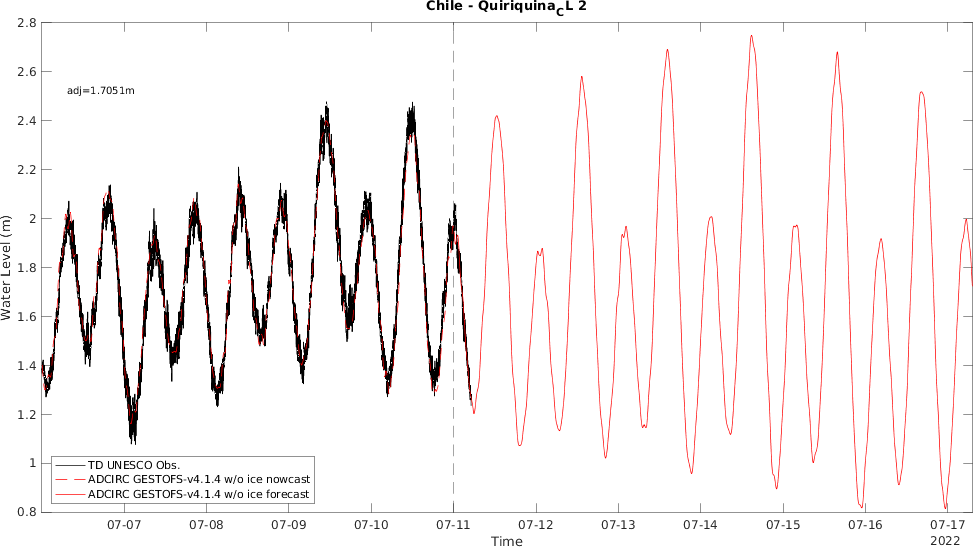 Chile - Quiriquina_CL 2
adj=1.7051m
Water Level (m)
2.8
2.6
2.4
2.2
2
1.8
1.6
1.4
1.2
1
0.8
TD UNESCO Obs.
ADCIRC GESTOFS-v4.1.4 w/o ice nowcast
ADCIRC GESTOFS-v4.1.4 w/o ice forecast
07-07 07-08 07-09 07-10 07-11 07-12 07-13 07-14 07-15 07-16 07-17
Time 2022